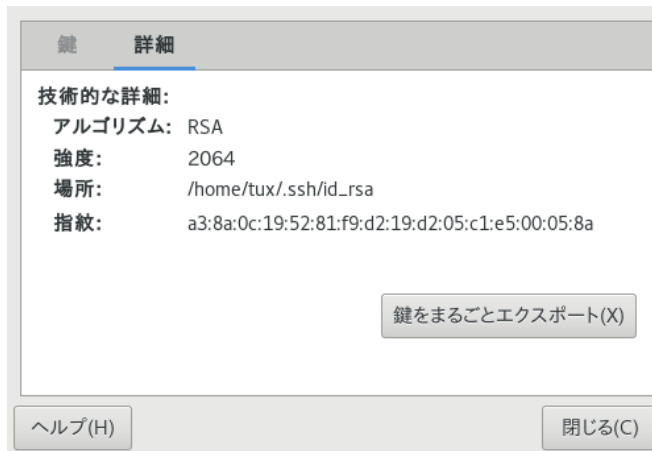 鍵 詳細
技術的な詳細:
アルゴリズム: RSA
強度: 2064
場所: /home/tux/.ssh/id_rsa
指紋: a3:8a:0c:19:52:81:f9:d2:19:d2:05:c1:e5:00:05:8a
鍵をまるごとエクスポート(X)
ヘルプ(H) 閉じる(C)